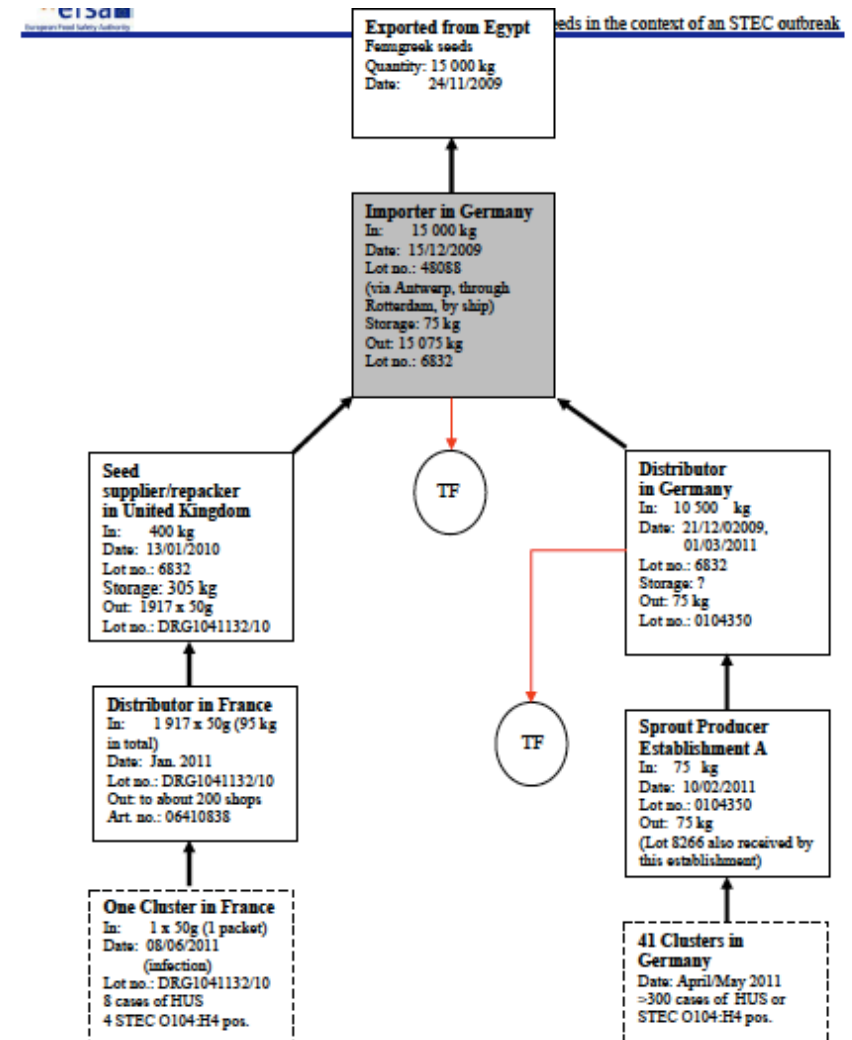 efsa
European Food Safety Authority
eds in the context of an STEC outbreak
Exported from Egypt
Fenugreek seeds
Quantity: 15 000 kg
Date: 24/11/2009
Importer in Germany
In: 15 000 kg
Date: 15/12/2009
Lot no.: 48088
(via Antwerp, through
Rotterdam, by ship)
Storage: 75 kg
Out: 15 075 kg
Lot no.: 6832
Seed
supplier/repacker
in United Kingdom
In: 400 kg
Date: 13/01/2010
Lot no.: 6832
Storage: 305 kg
Out: 1917 x 50g
Lot no.: DRG1041132/10
TF
Distributor
in Germany
In: 10 500 kg
Date: 21/12/02009,
01/03/2011
Lot no.: 6832
Storage: ?
Out: 75 kg
Lot no.: 0104350
Distributor in France
In: 1 917 x 50g (95 kg
in total)
Date: Jan. 2011
Lot no.: DRG1041132/10
Out: to about 200 shops
Art. no.: 06410838
TF
Sprout Producer
Establishment A
In: 75 kg
Date: 10/02/2011
Lot no.: 0104350
Out: 75 kg
(Lot 8266 also received by
this establishment)
One Cluster in France
In: 1 x 50g (1 packet)
Date: 08/06/2011
(infection)
Lot no.: DRG1041132/10
8 cases of HUS
4 STEC O104:H4 pos.
41 Clusters in
Germany
Date: April/May 2011
>300 cases of HUS or
STEC O104:H4 pos.